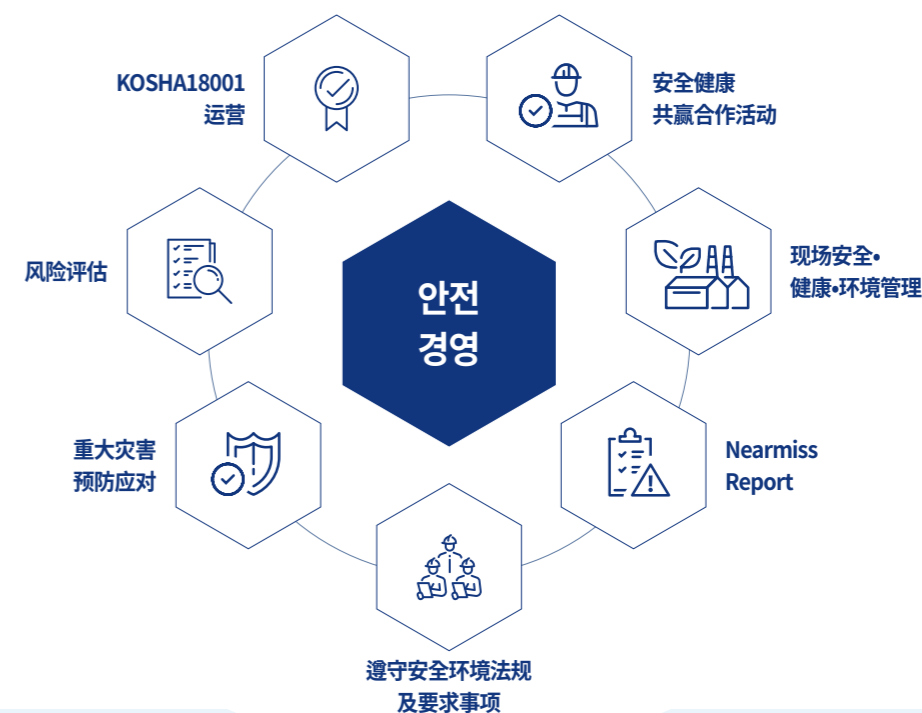 KOSHA18001
运营
安全健康
共赢合作活动
风险评估
现场安全•
健康•环境管理
안전
경영
重大灾害
预防应对
Nearmiss
Report
遵守安全环境法规
及要求事项